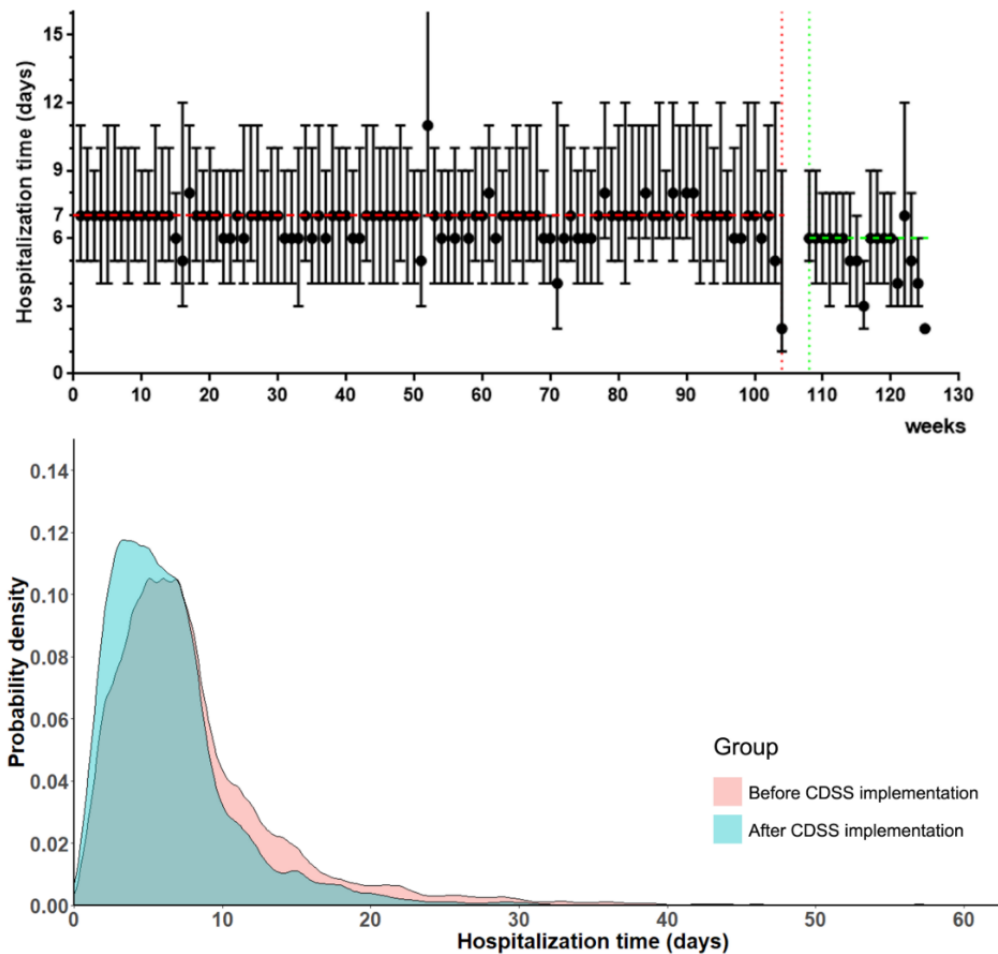 Hospitalization time (days)
15
12
9
7
6
3
0
0 10 20 30 40 50 60 70 80 90 100 110 120 130
weeks
Probability density
0.14
0.12
0.10
0.08
0.06
0.04
0.02
0.00
Group
Before CDSS implementation
After CDSS implementation
0 10 20 30 40 50 60
Hospitalization time (days)